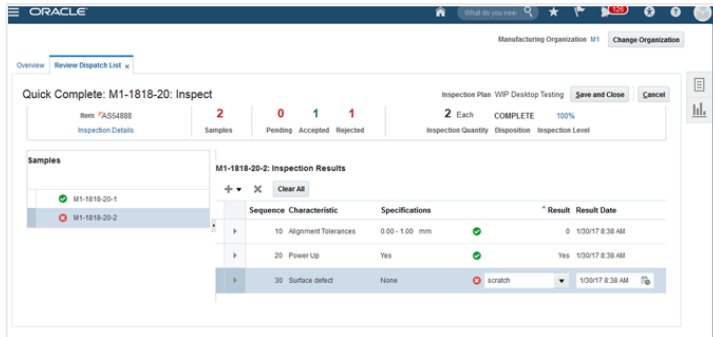 ORACLE
What do you nee
126
Manufacturing Organization M1 Change Organization
Overview Review Dispatch List x
Quick Complete: M1-1818-20: Inspect
Inspection Plan WIP Desktop Testing Save and Close Cancel
Item AS54888
Inspection Details
2
Samples
0 1 1
Pending Accepted Rejected
2 Each COMPLETE 100%
Inspection Quantity Disposition Inspection Level
Samples
M1-1818-20-1
M1-1818-20-2
M1-1818-20-2: Inspection Results
Clear All
Sequence Characteristic Specifications Result Result Date
10 Alignment Tolerances 0.00 - 1.00 mm 0 1/30/17 8:38 AM
20 Power Up Yes Yes 1/30/17 8:38 AM
30 Surface defect None scratch 1/30/17 8:38 AM